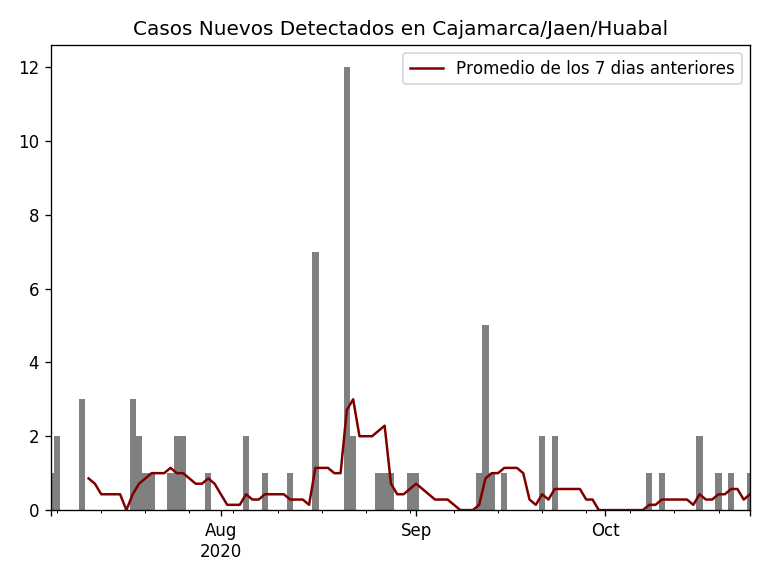 Casos Nuevos Detectados en Cajamarca/Jaen/Huabal
Promedio de los 7 dias anteriores
12
10
8
6
4
2
0
Aug
2020
Sep
Oct